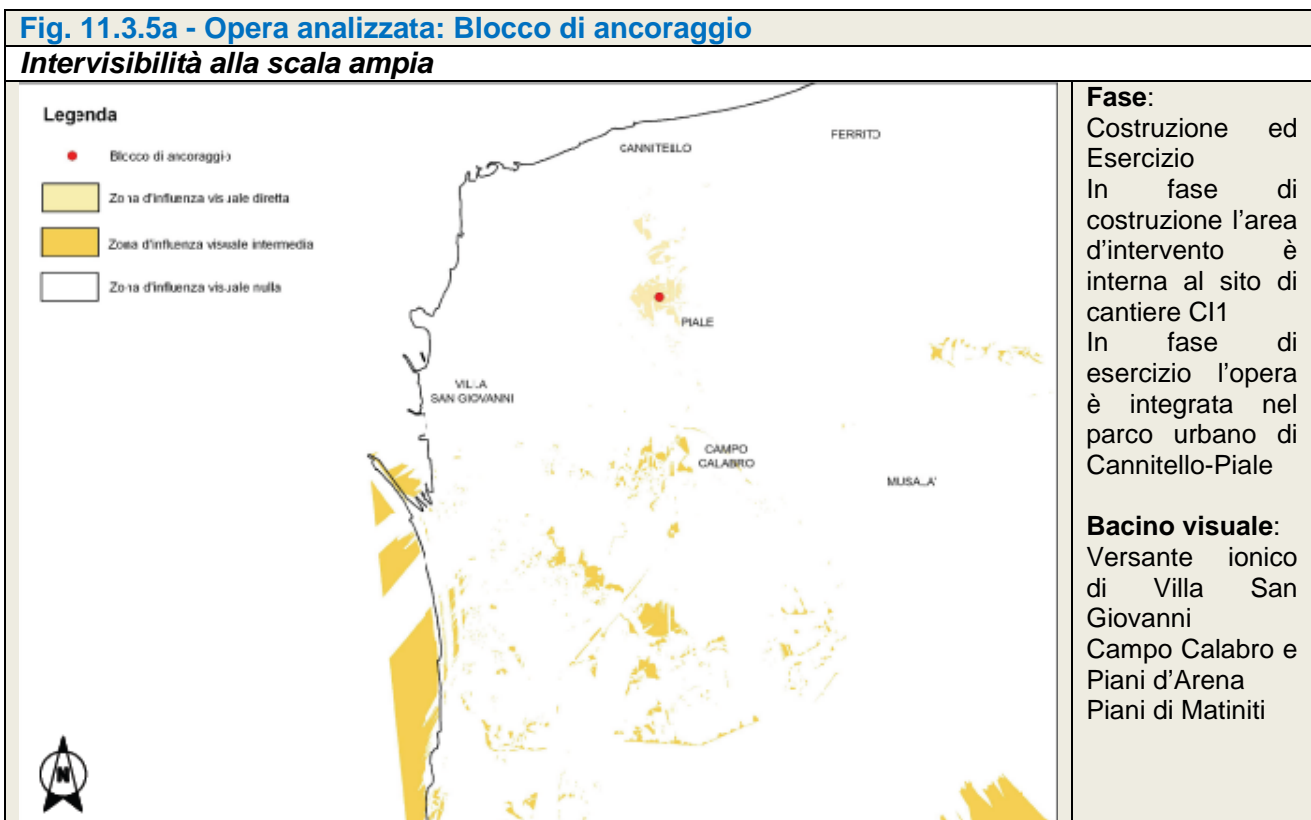 Fig. 11.3.5a - Opera analizzata: Blocco di ancoraggio
Intervisibilità alla scala ampia
Legenda
Blocco di ancoraggio
Zona d'influenza visuale diretta
Zona d'influenza visuale intermedia
Zona d'influenza visuale nulla
CANNITELLO
FERRITO
PIALE
VILLA
SAN GIOVANNI
CAMPO
CALABRO
MUSALA'
N
Fase:
Costruzione ed
Esercizio
In fase di
costruzione l'area
d'intervento è
interna al sito di
cantiere CI1
In fase di
esercizio l'opera
è integrata nel
parco urbano di
Cannitello-Piale
Bacino visuale:
Versante ionico
di Villa San
Giovanni
Campo Calabro e
Piani d'Arena
Piani di Matiniti